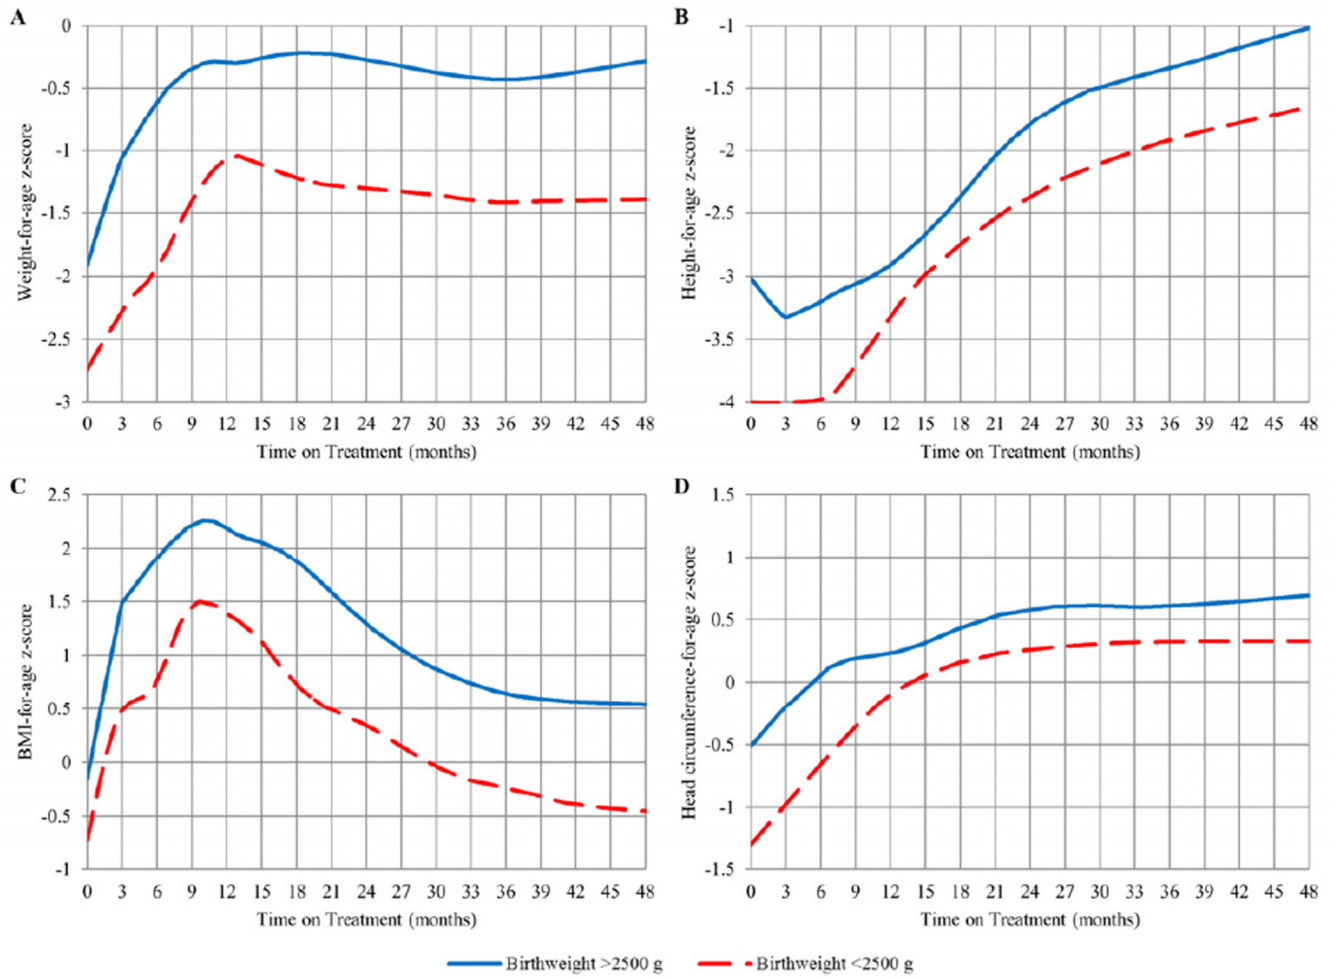 A
Weight-for-age z-score
0
-0.5
-1
-1.5
-2
-2.5
-3
0 3 6 9 12 15 18 21 24 27 30 33 36 39 42 45 48
Time on Treatment (months)
B
Height-for-age z-score
-1
-1.5
-2
-2.5
-3
-3.5
-4
0 3 6 9 12 15 18 21 24 27 30 33 36 39 42 45 48
Time on Treatment (months)
C
BMI-for-age z-score
2.5
2
1.5
1
0.5
0
-0.5
-1
0 3 6 9 12 15 18 21 24 27 30 33 36 39 42 45 48
Time on Treatment (months)
D
Head circumference-for-age z-score
1.5
1
0.5
0
-0.5
-1
-1.5
0 3 6 9 12 15 18 21 24 27 30 33 36 39 42 45 48
Time on Treatment (months)
Birthweight >2500 g Birthweight <2500 g